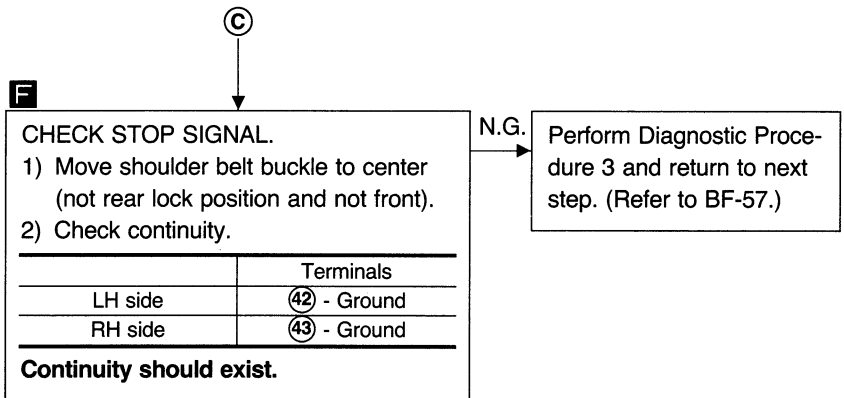 C
F
CHECK STOP SIGNAL.
1) Move shoulder belt buckle to center
(not rear lock position and not front).
2) Check continuity.
Terminals
LH side 42 - Ground
RH side 43 - Ground
Continuity should exist.
N.G.
Perform Diagnostic Proce-
dure 3 and return to next
step. (Refer to BF-57.)